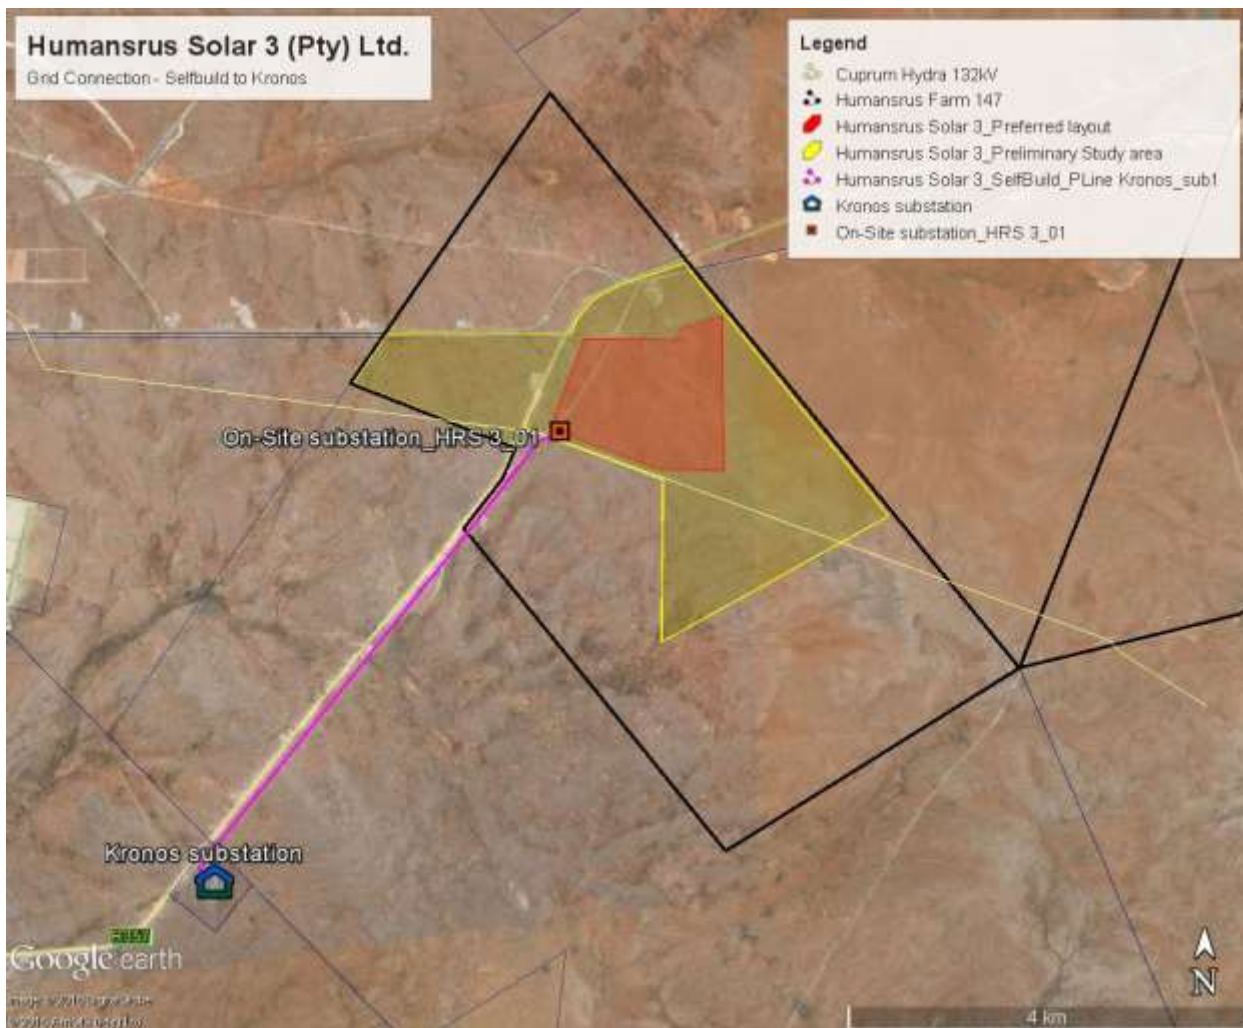 Humansrus Solar 3 (Pty) Ltd.
Grid Connection - Selfbuild to Kronos
Legend
Cuprum Hydra 132kV
Humansrus Farm 147
Humansrus Solar 3_Preferred layout
Humansrus Solar 3_Preliminary Study area
Humansrus Solar 3_SelfBuild_PLine Kronos_sub1
Kronos substation
On-Site substation_HRS 3_01
On-Site substation_HRS 3_01
Kronos substation
R357
Google earth
N
4 km